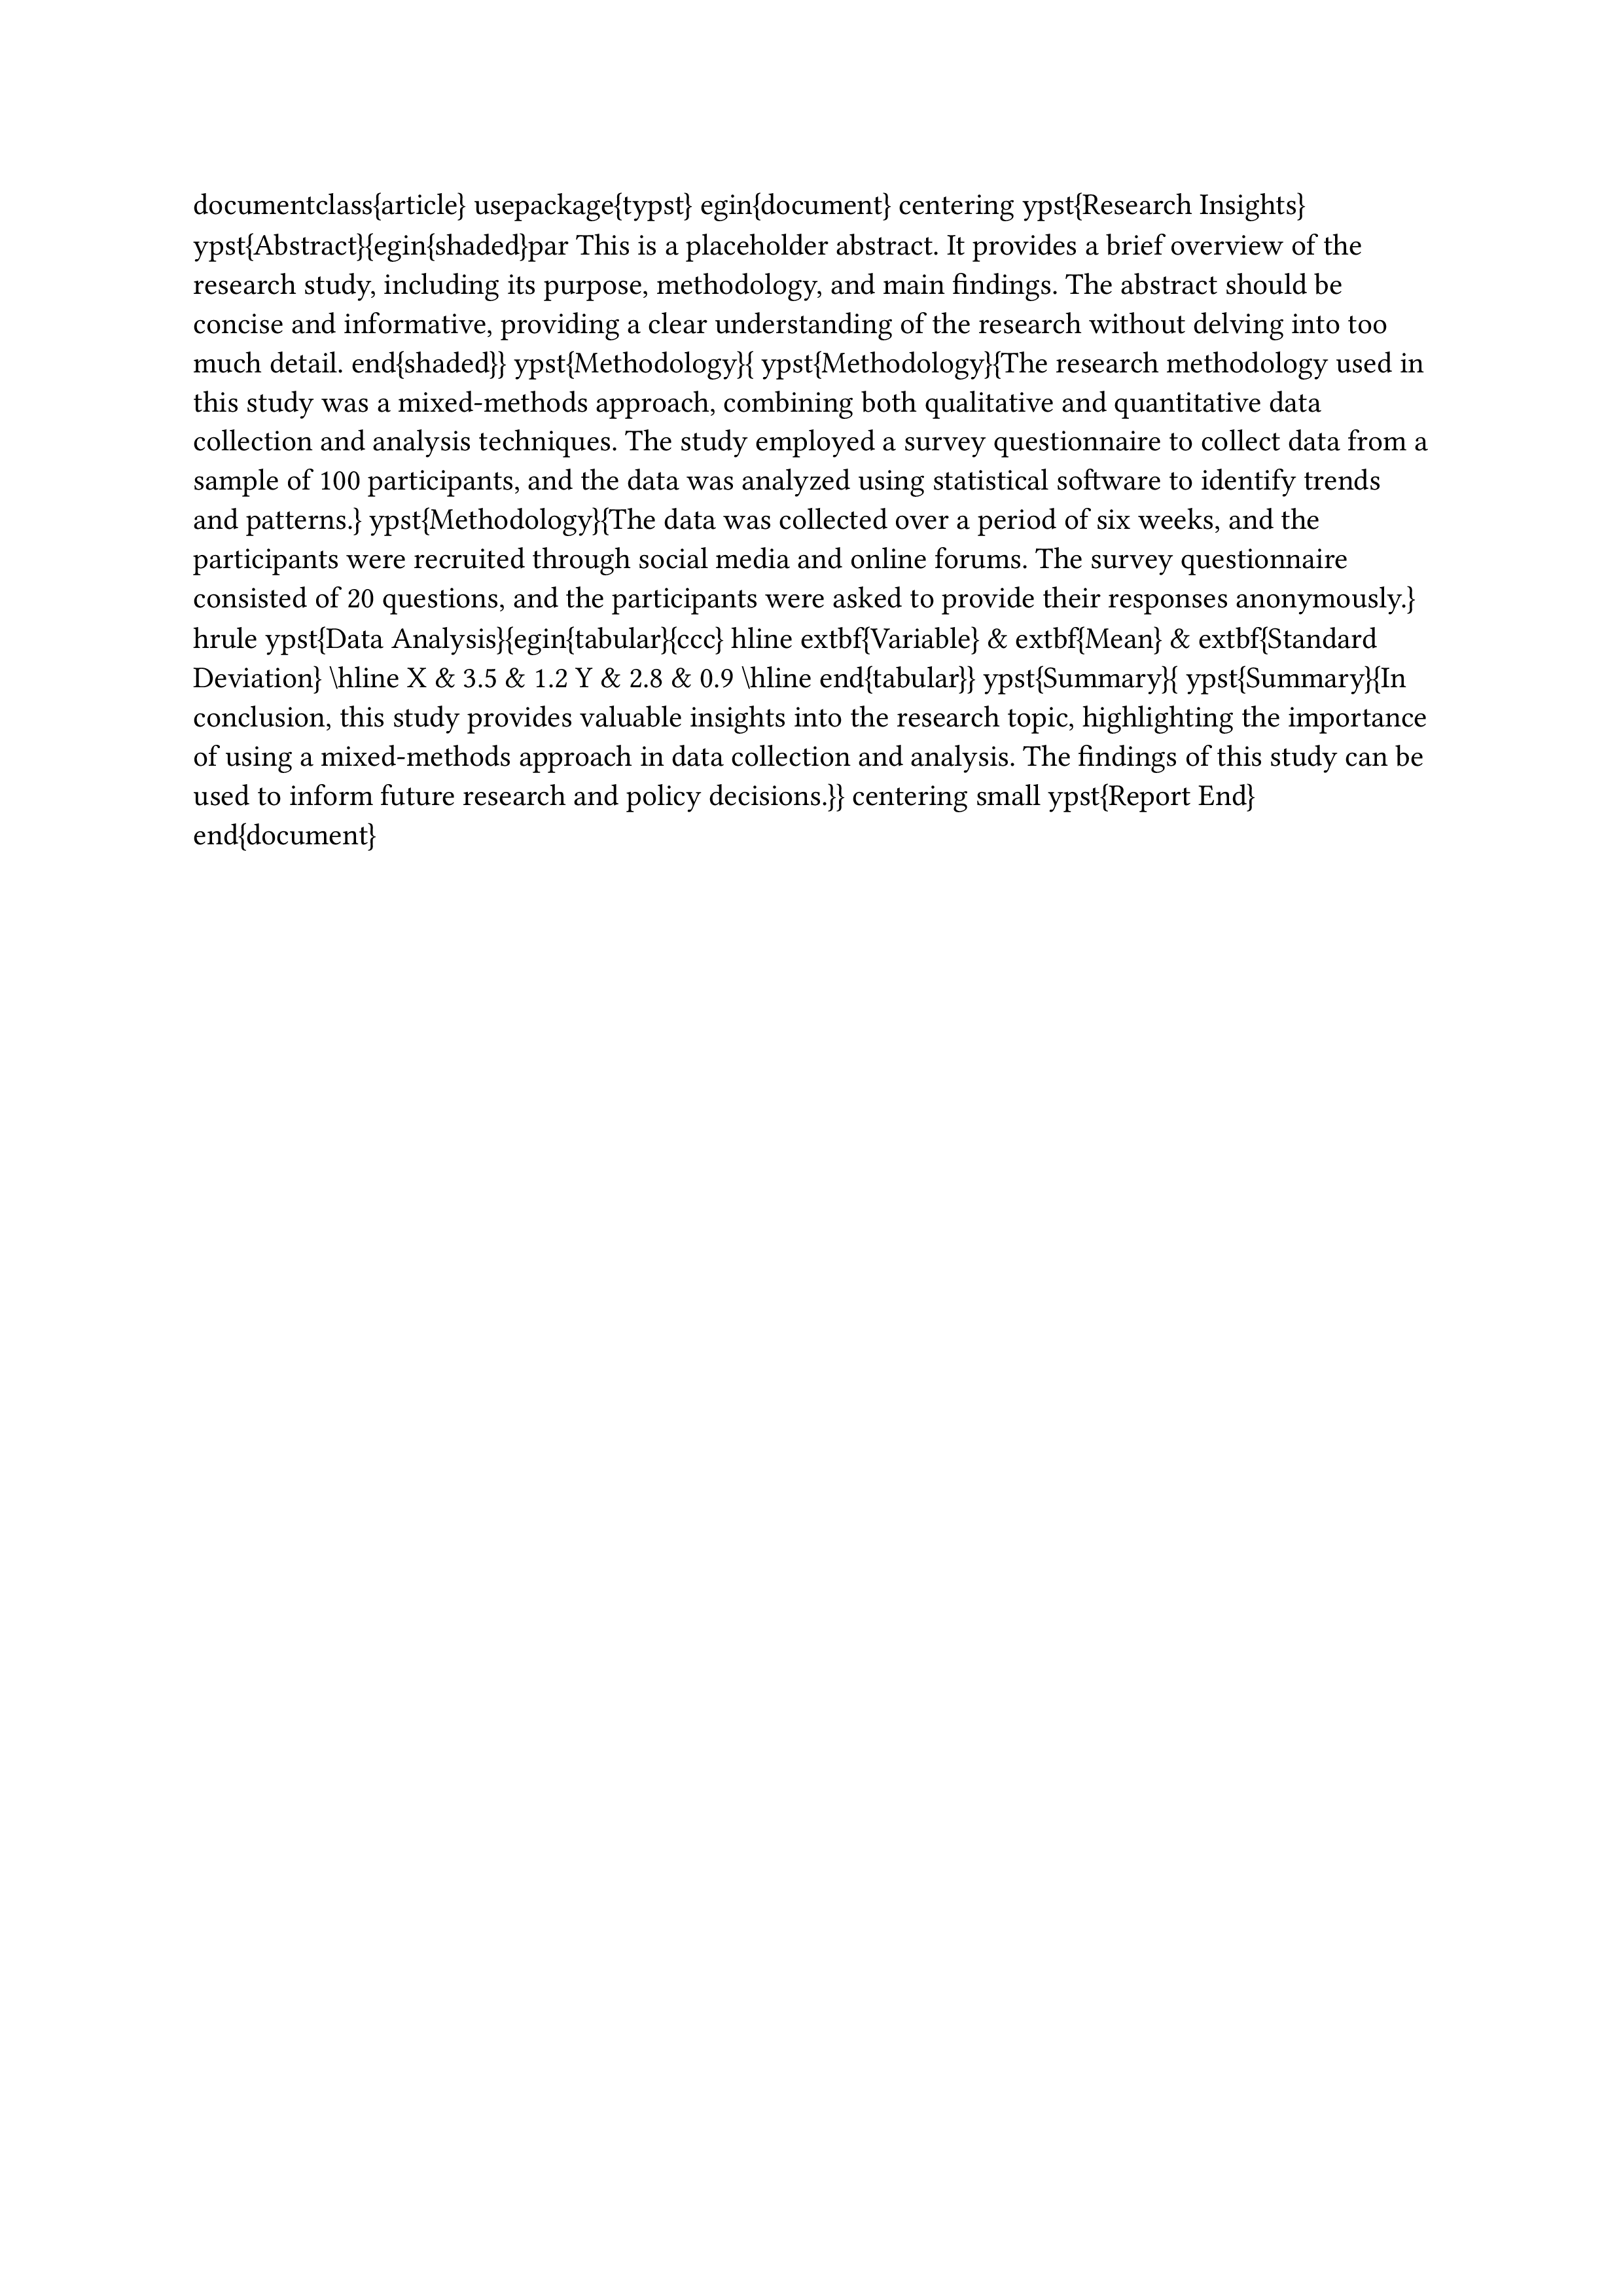 documentclass{article} usepackage{typst} egin{document} centering ypst{Research Insights}
ypst{Abstract}{egin{shaded}par This is a placeholder abstract. It provides a brief overview of the
research study, including its purpose, methodology, and main findings. The abstract should be
concise and informative, providing a clear understanding of the research without delving into too
much detail. end{shaded}} ypst{Methodology}{ ypst{Methodology}{The research methodology used in
this study was a mixed-methods approach, combining both qualitative and quantitative data
collection and analysis techniques. The study employed a survey questionnaire to collect data from a
sample of 100 participants, and the data was analyzed using statistical software to identify trends
and patterns.} ypst{Methodology}{The data was collected over a period of six weeks, and the
participants were recruited through social media and online forums. The survey questionnaire
consisted of 20 questions, and the participants were asked to provide their responses anonymously.}
hrule ypst{Data Analysis}{egin{tabular}{ccc} hline extbf{Variable} & extbf{Mean} & extbf{Standard
Deviation} \hline X & 3.5 & 1.2 Y & 2.8 & 0.9 \hline end{tabular}} ypst{Summary}{ ypst{Summary}{In
conclusion, this study provides valuable insights into the research topic, highlighting the importance
of using a mixed-methods approach in data collection and analysis. The findings of this study can be
used to inform future research and policy decisions.}} centering small ypst{Report End}
end{document}